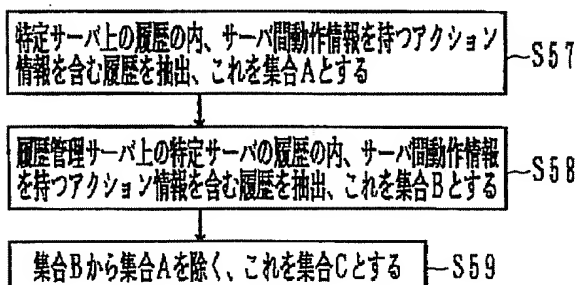 特定サーバ上の履歴の内、サーバ間動作情報を持つアクション
情報を含む履歴を抽出、これを集合Aとする
S57
履歴管理サーバ上の特定サーバの履歴の内、サーバ間動作情報
を持つアクション情報を含む履歴を抽出、これを集合Bとする
S58
集合Bから集合Aを除く、これを集合Cとする
S59